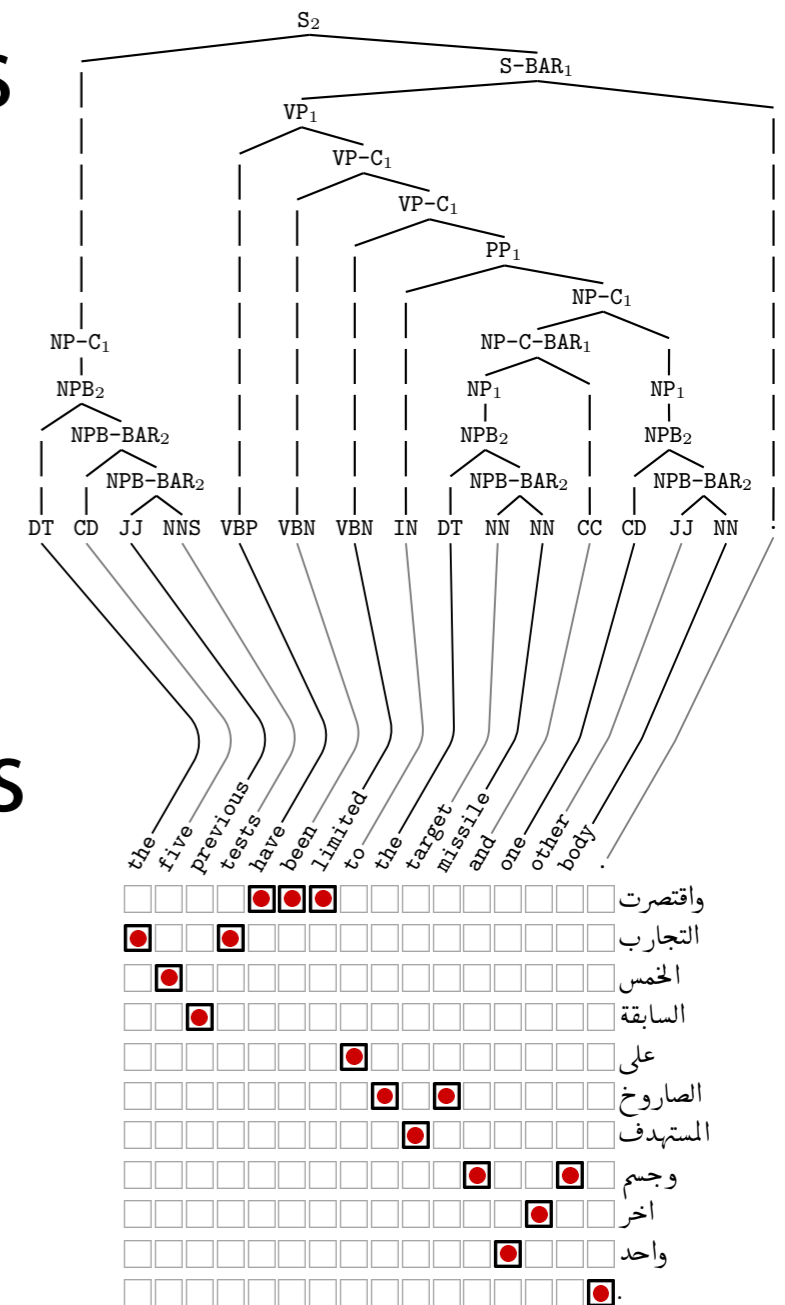 S₂
S
S-BAR₁
VP₁
VP-C₁
VP-C₁
PP₁
NP-C₁
NP-C₁ NP-C-BAR₁
NPB₂ NP₁ NP₁
NPB-BAR₂ NPB₂ NPB₂
NPB-BAR₂ NPB-BAR₂ NPB-BAR₂
DT CD JJ NNS VBP VBN VBN IN DT NN NN CC CD JJ NN .
S
the five previous tests have been limited to the target missile and one other body .
واقتصرت
التجارب
الخمس
السابقة
على
الصاروخ
المستهدف
وجسم
اخر
واحد
.